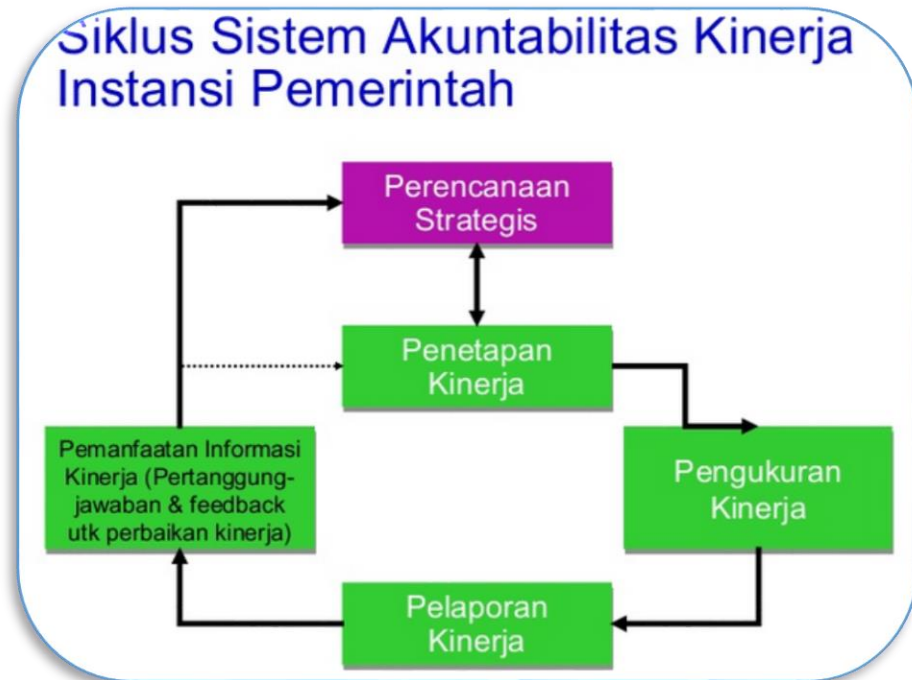 Siklus Sistem Akuntabilitas Kinerja
Instansi Pemerintah
Perencanaan
Strategis
Penetapan
Kinerja
Pemanfaatan Informasi
Kinerja (Pertanggung-
jawaban & feedback
utk perbaikan kinerja)
Pengukuran
Kinerja
Pelaporan
Kinerja